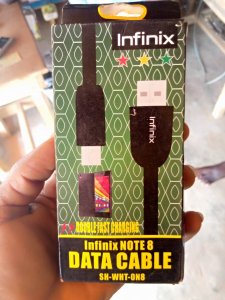 Infinix
Infinix
DOUBLE FAST CHARGING
Infinix NOTE 8
DATA CABLE
SH-WHT-ON8